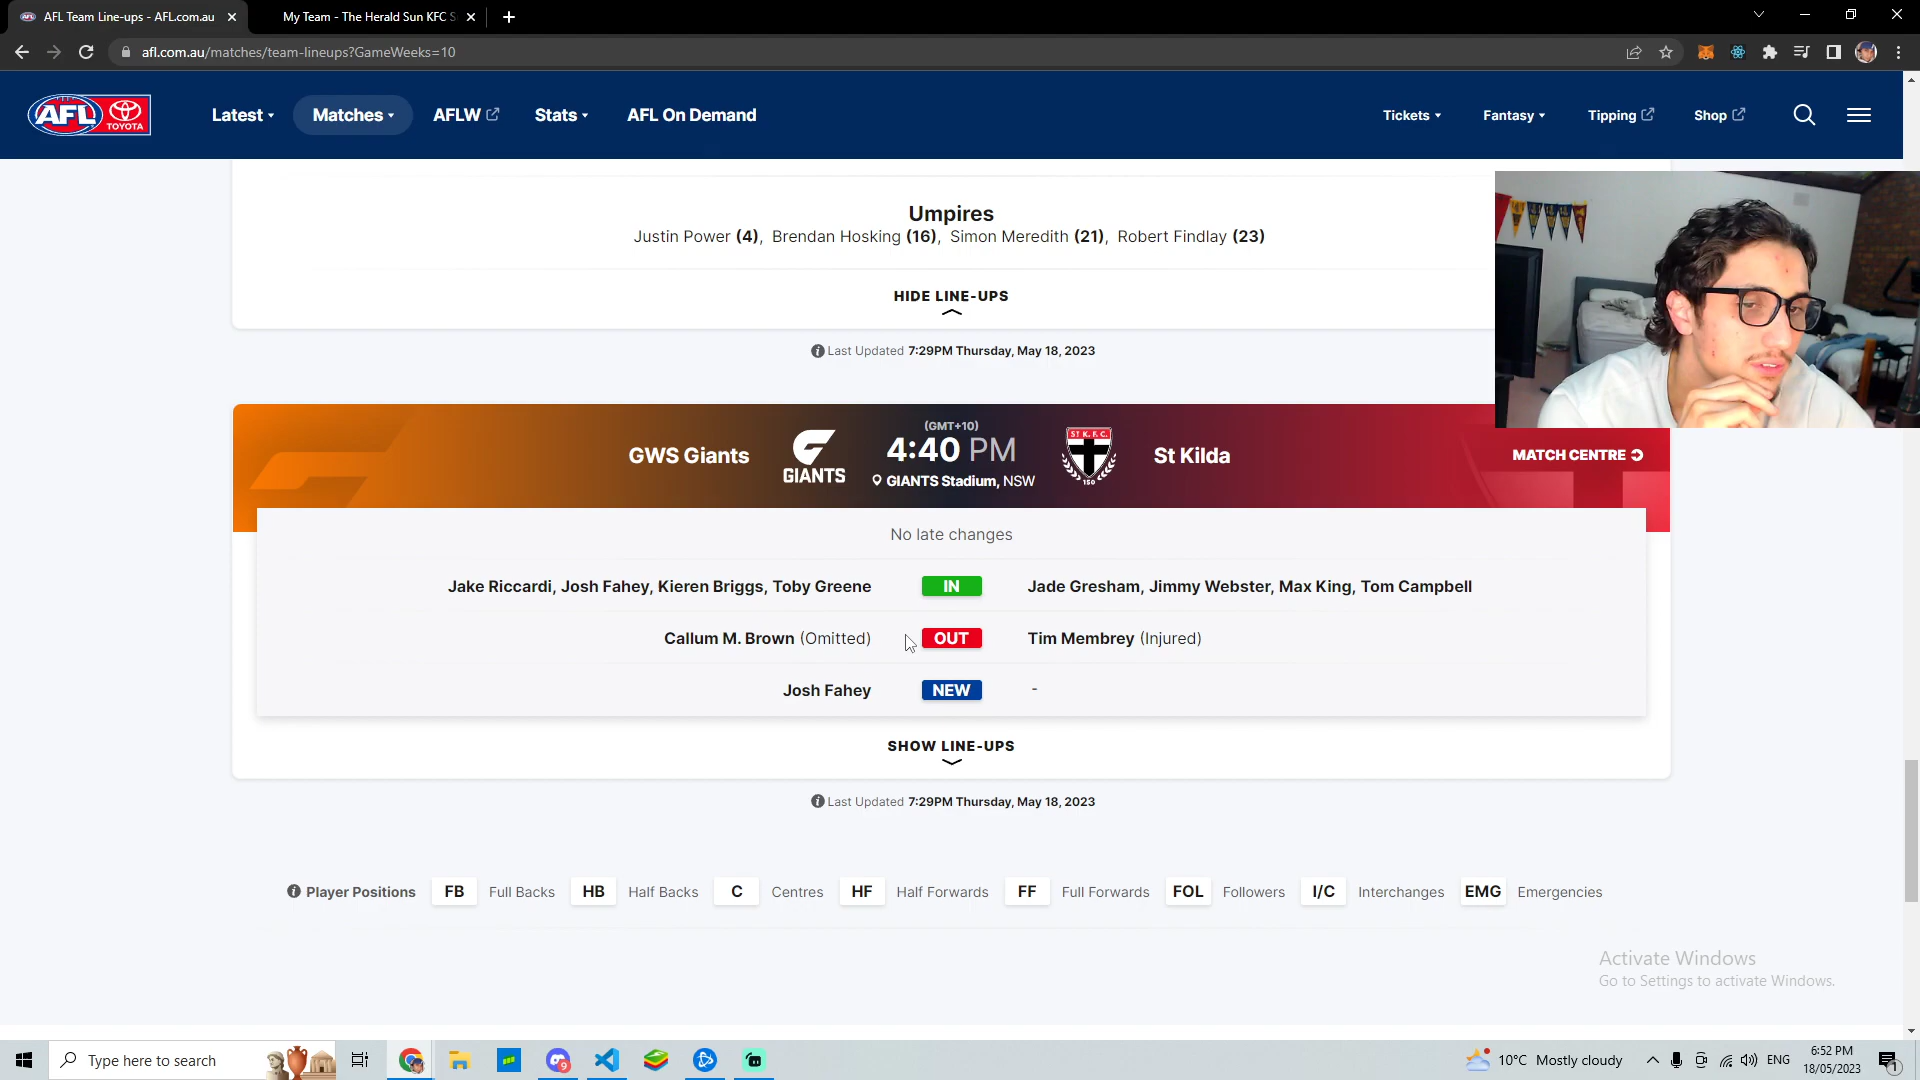 AFL Team Line-ups - AFL.com.au
My Team - The Herald Sun KFC S
afl.com.au/matches/team-lineups?GameWeeks=10
AFL
TOYOTA
Latest
Matches
AFLW
Stats
AFL On Demand
Tickets
Fantasy
Tipping
Shop
Umpires
Justin Power (4), Brendan Hosking (16), Simon Meredith (21), Robert Findlay (23)
HIDE LINE-UPS
Last Updated 7:29PM Thursday, May 18, 2023
GWS Giants
GIANTS
(GMT+10)
4:40 PM
GIANTS Stadium, NSW
ST K.F.C.
150
St Kilda
MATCH CENTRE
No late changes
Jake Riccardi, Josh Fahey, Kieren Briggs, Toby Greene IN Jade Gresham, Jimmy Webster, Max King, Tom Campbell
Callum M. Brown (Omitted) OUT Tim Membrey (Injured)
Josh Fahey NEW -
SHOW LINE-UPS
Last Updated 7:29PM Thursday, May 18, 2023
Player Positions FB Full Backs HB Half Backs C Centres HF Half Forwards FF Full Forwards FOL Followers I/C Interchanges EMG Emergencies
Activate Windows
Go to Settings to activate Windows.
Type here to search
9
10°C Mostly cloudy
ENG
6:52 PM
18/05/2023
1